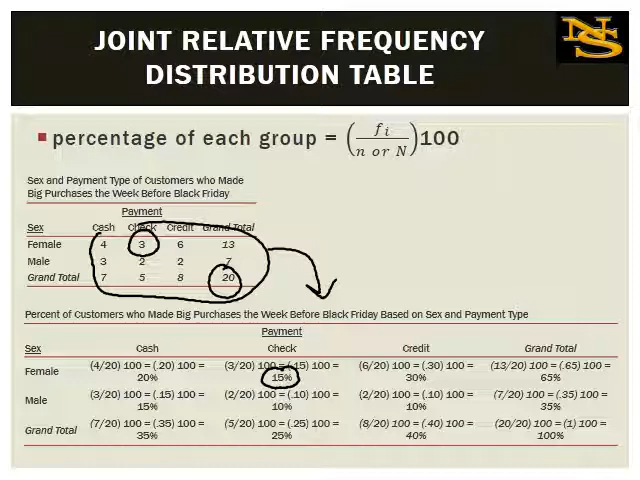 JOINT RELATIVE FREQUENCY
DISTRIBUTION TABLE
NS
percentage of each group = (fi / n or N)100
Sex and Payment Type of Customers who Made
Big Purchases the Week Before Black Friday
Payment
Sex Cash Check Credit Grand Total
Female 4 3 6 13
Male 3 2 2 7
Grand Total 7 5 8 20
Percent of Customers who Made Big Purchases the Week Before Black Friday Based on Sex and Payment Type
Payment
Sex Cash Check Credit Grand Total
Female (4/20) 100 = (.20) 100 = 20% (3/20) 100 = (.15) 100 = 15% (6/20) 100 = (.30) 100 = 30% (13/20) 100 = (.65) 100 = 65%
Male (3/20) 100 = (.15) 100 = 15% (2/20) 100 = (.10) 100 = 10% (2/20) 100 = (.10) 100 = 10% (7/20) 100 = (.35) 100 = 35%
Grand Total (7/20) 100 = (.35) 100 = 35% (5/20) 100 = (.25) 100 = 25% (8/20) 100 = (.40) 100 = 40% (20/20) 100 = (1) 100 = 100%